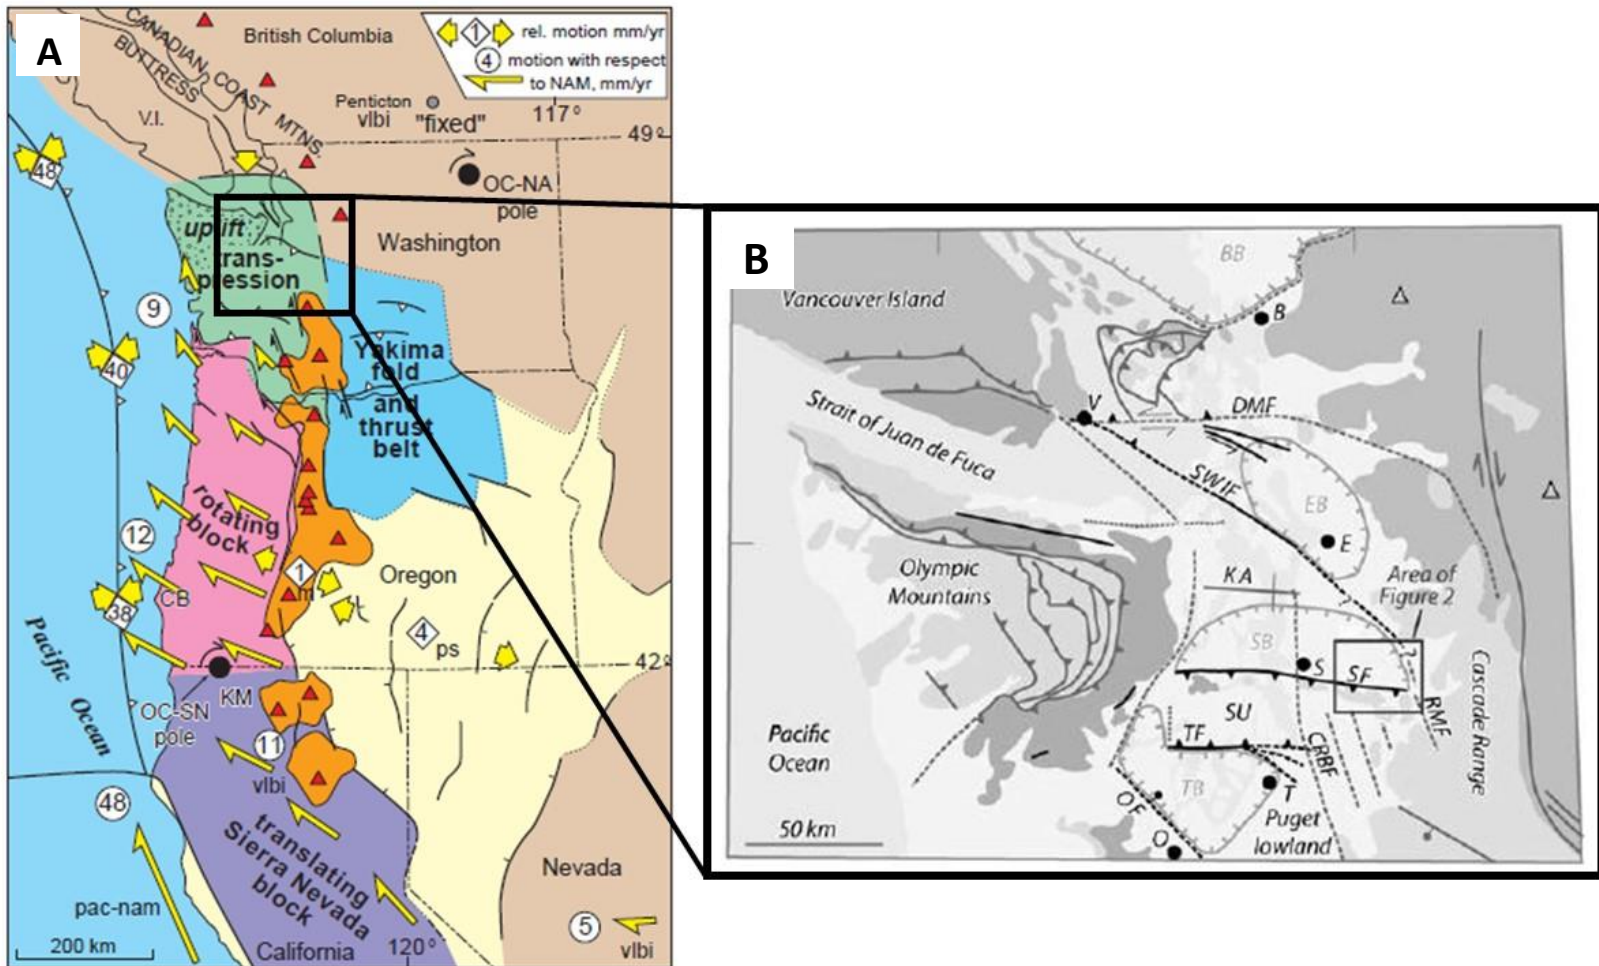 A
CANADIAN COAST MTNS.
BUTTRESS
British Columbia
1 rel. motion mm/yr
4 motion with respect
to NAM, mm/yr
V.I.
Penticton
vlbi
"fixed"
117°
49°
48
OC-NA
pole
uplift
trans-
pression
Washington
9
40
Yakima
fold
and
thrust
belt
rotating
block
12
38
CB
1
m
Oregon
4
ps
42°
Pacific
Ocean
OC-SN
pole
KM
11
vlbi
48
translating
Sierra Nevada
block
Nevada
pac-nam
5
vlbi
200 km
California
120°
B
BB
Vancouver Island
B
V
DMF
Strait of Juan de Fuca
SWIF
EB
E
Olympic
Mountains
KA
Area of
Figure 2
SB
?
S
SF
SU
RMF
Cascade Range
Pacific
Ocean
TF
CRBF
TB
T
OF
O
Puget
lowland
50 km